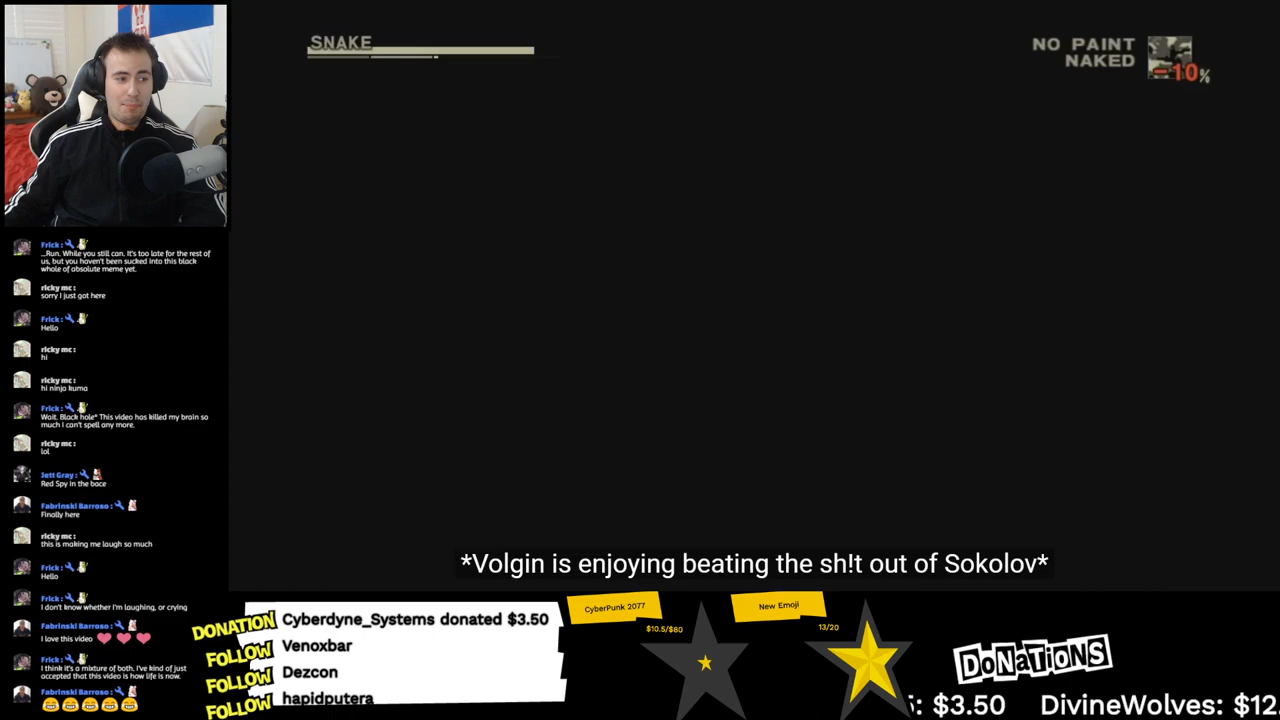 SNAKE
NO PAINT
NAKED
-10%
Frick :
...Run. While you still can. It's too late for the rest of
us, but you haven't been sucked into this black
whole of absolute meme yet.
ricky mc :
sorry I just got here
Frick :
Hello
ricky mc :
hi
ricky mc :
hi ninja kuma
Frick :
Wait. Black hole* This video has killed my brain so
much I can't spell any more.
ricky mc :
lol
Jett Gray :
Red Spy in the bace
Fabrinski Barroso :
Finally here
ricky mc :
this is making me laugh so much
Frick :
Hello
Frick :
I don't know whether I'm laughing, or crying
Fabrinski Barroso :
I love this video
Frick :
I think it's a mixture of both. I've kind of just
accepted that this video is how life is now.
Fabrinski Barroso :
*Volgin is enjoying beating the sh!t out of Sokolov*
DONATION Cyberdyne_Systems donated $3.50
FOLLOW Venoxbar
FOLLOW Dezcon
FOLLOW hapidputera
CyberPunk 2077
$10.5/$60
New Emoji
13/20
DONATIONS
: $3.50 DivineWolves: $12.